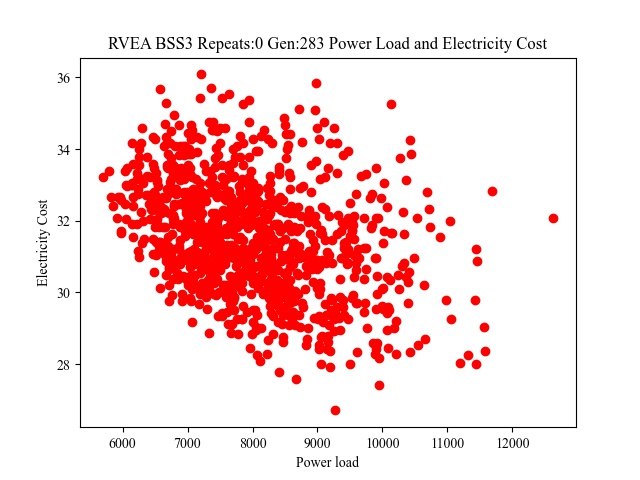 RVEA BSS3 Repeats:0 Gen:283 Power Load and Electricity Cost
36
34
32
30
28
Electricity Cost
6000 7000 8000 9000 10000 11000 12000
Power load